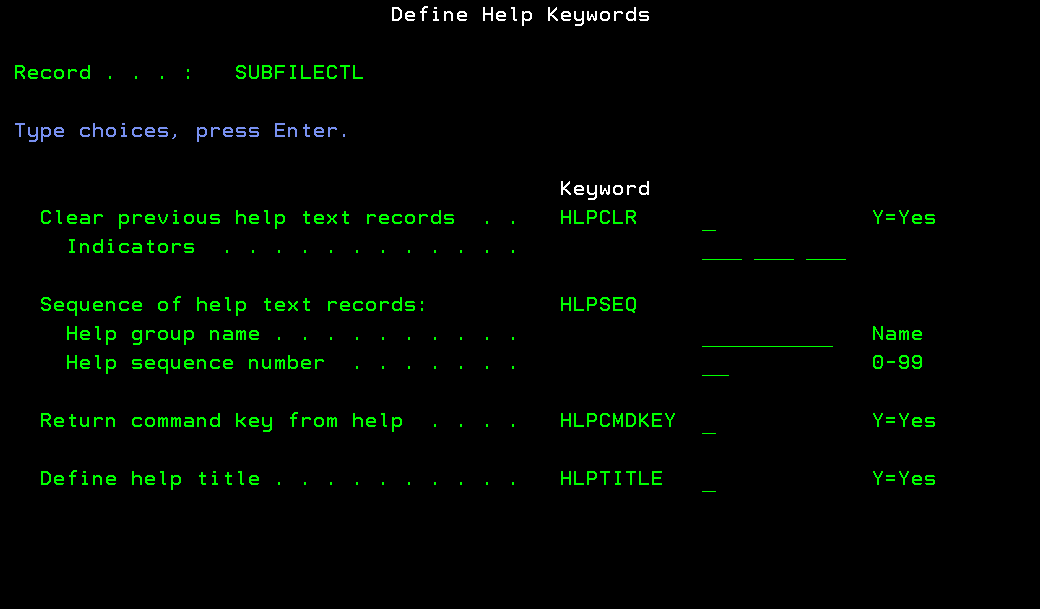 Define Help Keywords
Record . . . :   SUBFILECTL
Type choices, press Enter.
Keyword
Clear previous help text records  . .   HLPCLR     _            Y=Yes
Indicators  . . . . . . . . . . . .              ___ ___ ___
Sequence of help text records:          HLPSEQ
Help group name . . . . . . . . . .              __________   Name
Help sequence number  . . . . . . .              __           0-99
Return command key from help  . . . .   HLPCMDKEY  _            Y=Yes
Define help title . . . . . . . . . .   HLPTITLE   _            Y=Yes